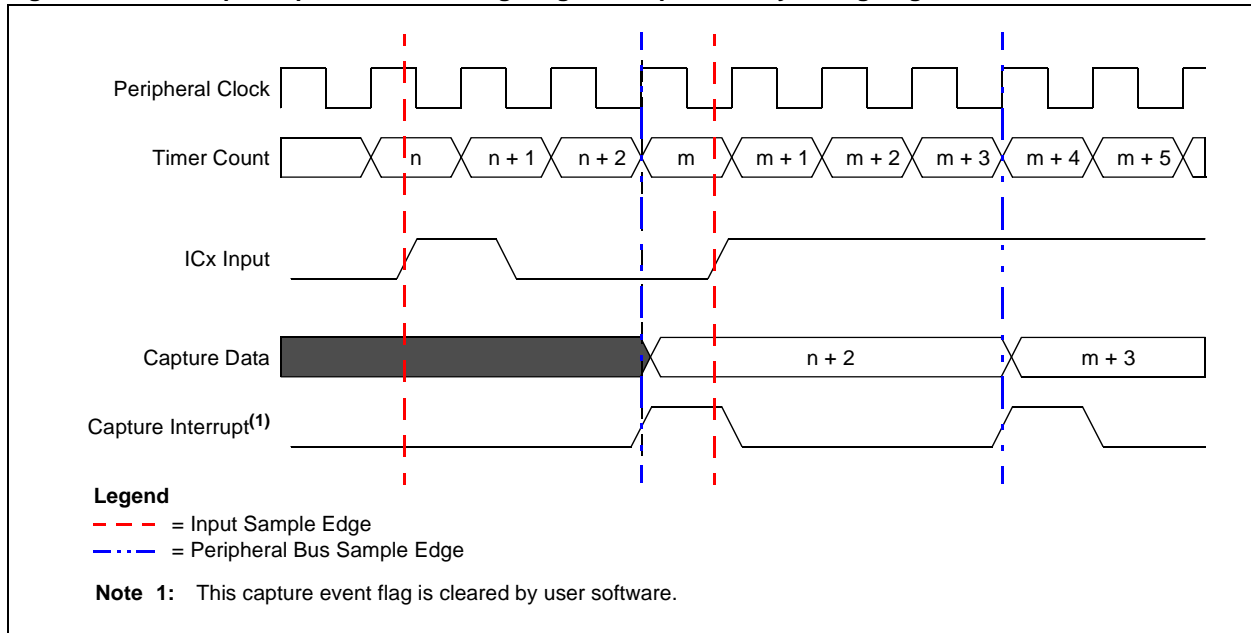 Peripheral Clock
Timer Count
n
n + 1
n + 2
m
m + 1
m + 2
m + 3
m + 4
m + 5
ICx Input
Capture Data
n + 2
m + 3
Capture Interrupt(1)
Legend
= Input Sample Edge
= Peripheral Bus Sample Edge
Note 1: This capture event flag is cleared by user software.